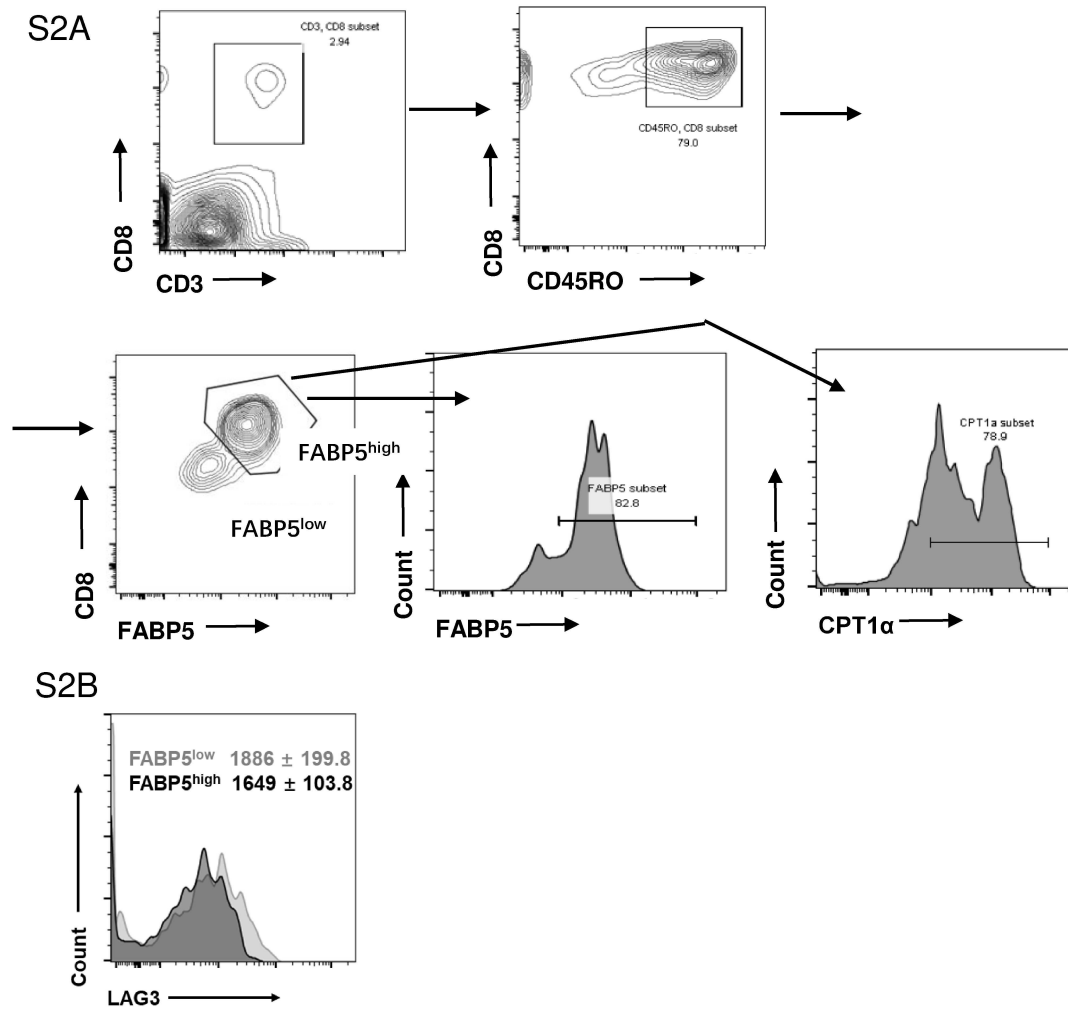 S2A
CD3, CD8 subset
2.94
CD8
CD3
CD45RO, CD8 subset
79.0
CD8
CD45RO
FABP5high
FABP5low
CD8
FABP5
FABP5 subset
82.8
Count
FABP5
CPT1a subset
78.9
Count
CPT1α
S2B
FABP5low 1886 ± 199.8
FABP5high 1649 ± 103.8
Count
LAG3